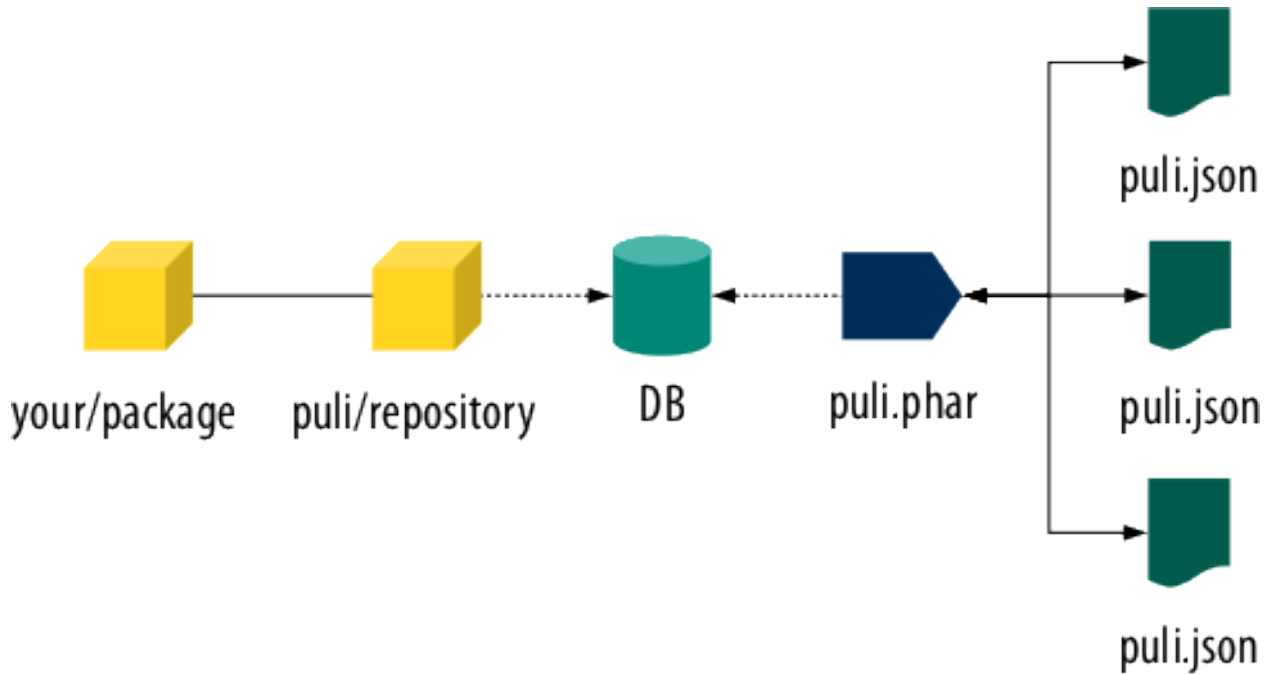 puli.json
your/package
puli/repository
DB
puli.phar
puli.json
puli.json